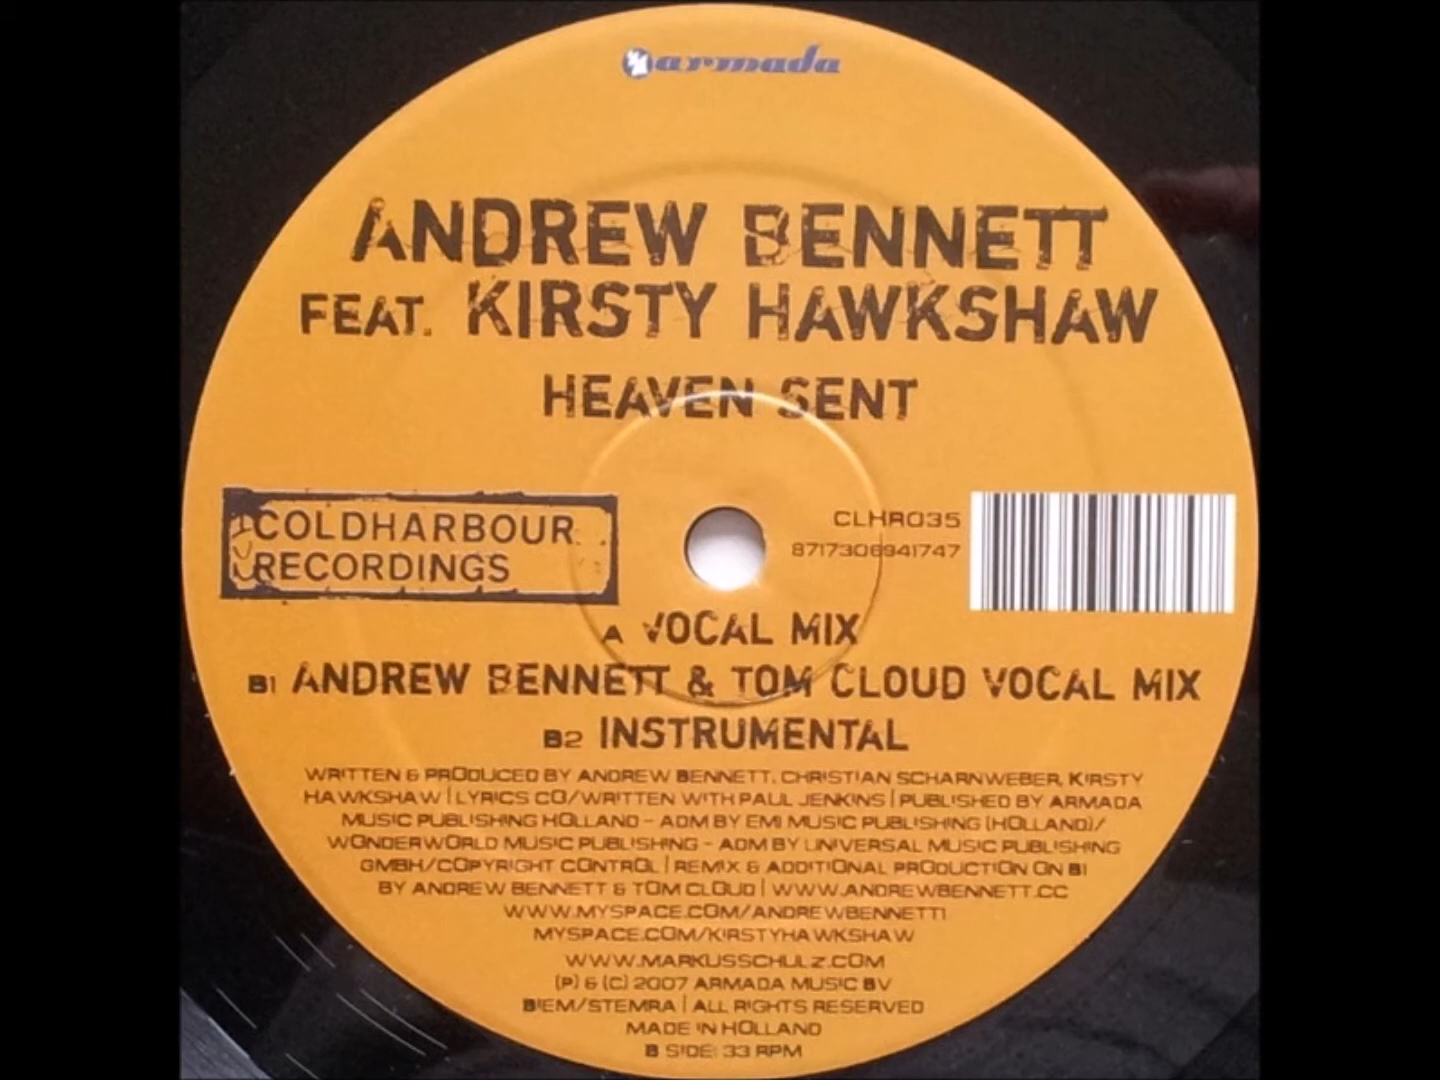 armada
ANDREW BENNETT
FEAT. KIRSTY HAWKSHAW
HEAVEN SENT
COLDHARBOUR
RECORDINGS
CLHR035
8717306941747
A VOCAL MIX
B1 ANDREW BENNETT & TOM CLOUD VOCAL MIX
B2 INSTRUMENTAL
WRITTEN & PRODUCED BY ANDREW BENNETT, CHRISTIAN SCHARNWEBER, KIRSTY
HAWKSHAW | LYRICS CO/WRITTEN WITH PAUL JENKINS | PUBLISHED BY ARMADA
MUSIC PUBLISHING HOLLAND - ADM BY EMI MUSIC PUBLISHING (HOLLAND)/
WONDERWORLD MUSIC PUBLISHING - ADM BY UNIVERSAL MUSIC PUBLISHING
GMBH/COPYRIGHT CONTROL | REMIX & ADDITIONAL PRODUCTION ON B1
BY ANDREW BENNETT & TOM CLOUD | WWW.ANDREWBENNETT.CC
WWW.MYSPACE.COM/ANDREWBENNETT1
MYSPACE.COM/KIRSTYHAWKSHAW
WWW.MARKUSSCHULZ.COM
(P) & (C) 2007 ARMADA MUSIC BV
BIEM/STEMRA | ALL RIGHTS RESERVED
MADE IN HOLLAND
B SIDE: 33 RPM